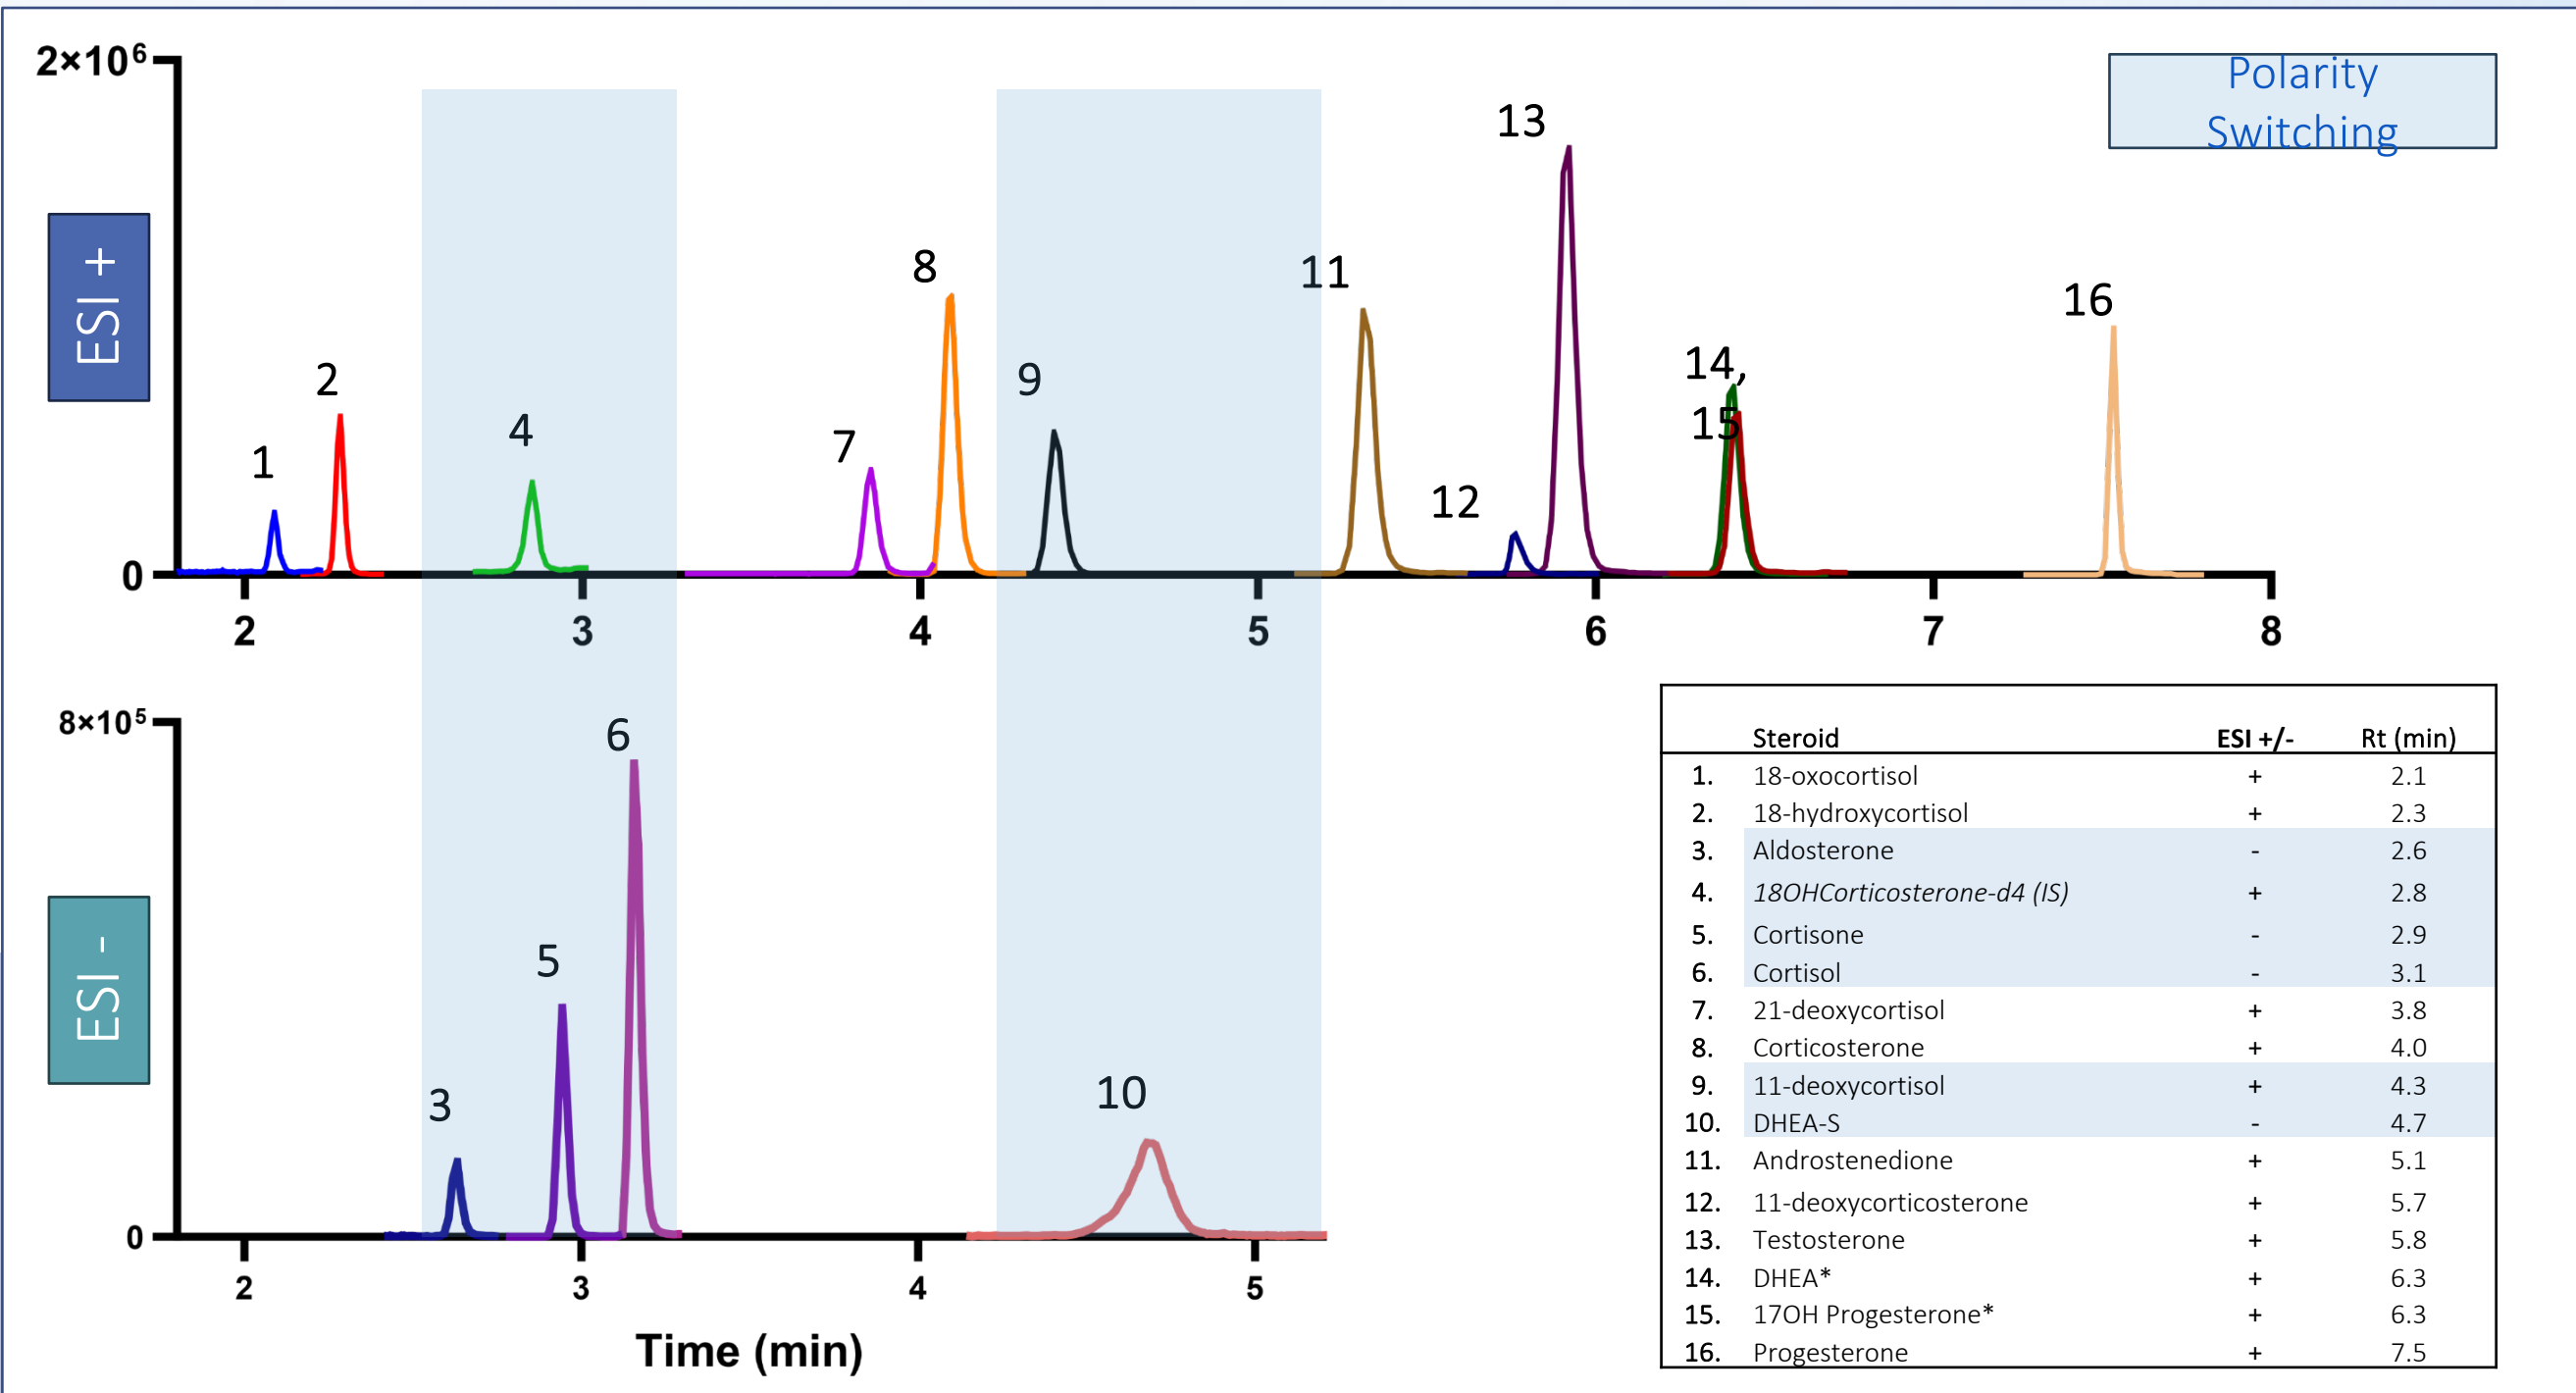 2×10⁶
Polarity
Switching
ESI +
13
8
11
16
2
9
14,
4
15
7
1
12
0
2 3 4 5 6 7 8
8×10⁵
ESI -
6
5
10
3
0
2 3 4 5
Time (min)
Steroid ESI +/- Rt (min)
1. 18-oxocortisol + 2.1
2. 18-hydroxycortisol + 2.3
3. Aldosterone - 2.6
4. 18OHCorticosterone-d4 (IS) + 2.8
5. Cortisone - 2.9
6. Cortisol - 3.1
7. 21-deoxycortisol + 3.8
8. Corticosterone + 4.0
9. 11-deoxycortisol + 4.3
10. DHEA-S - 4.7
11. Androstenedione + 5.1
12. 11-deoxycorticosterone + 5.7
13. Testosterone + 5.8
14. DHEA* + 6.3
15. 17OH Progesterone* + 6.3
16. Progesterone + 7.5